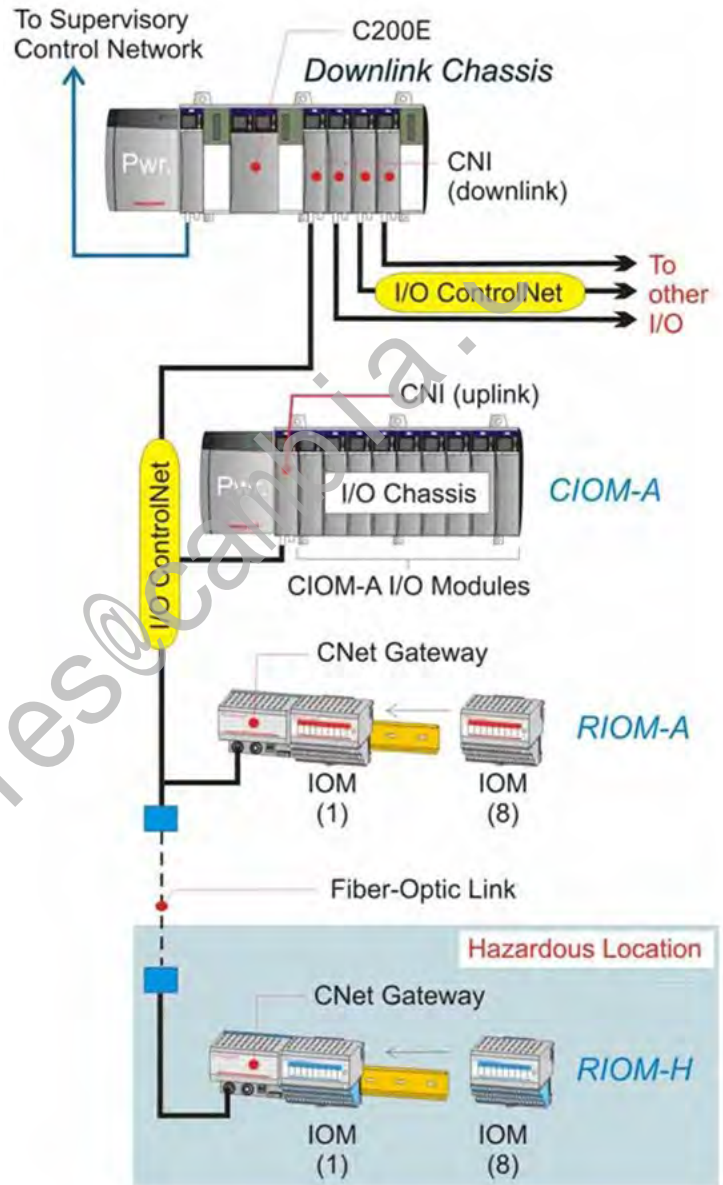 To Supervisory
Control Network
C200E
Downlink Chassis
Pwr.
CNI
(downlink)
To
other
I/O
I/O ControlNet
CNI (uplink)
I/O ControlNet
I/O Chassis
CIOM-A
CIOM-A I/O Modules
CNet Gateway
RIOM-A
IOM
(1)
IOM
(8)
Fiber-Optic Link
Hazardous Location
CNet Gateway
RIOM-H
IOM
(1)
IOM
(8)